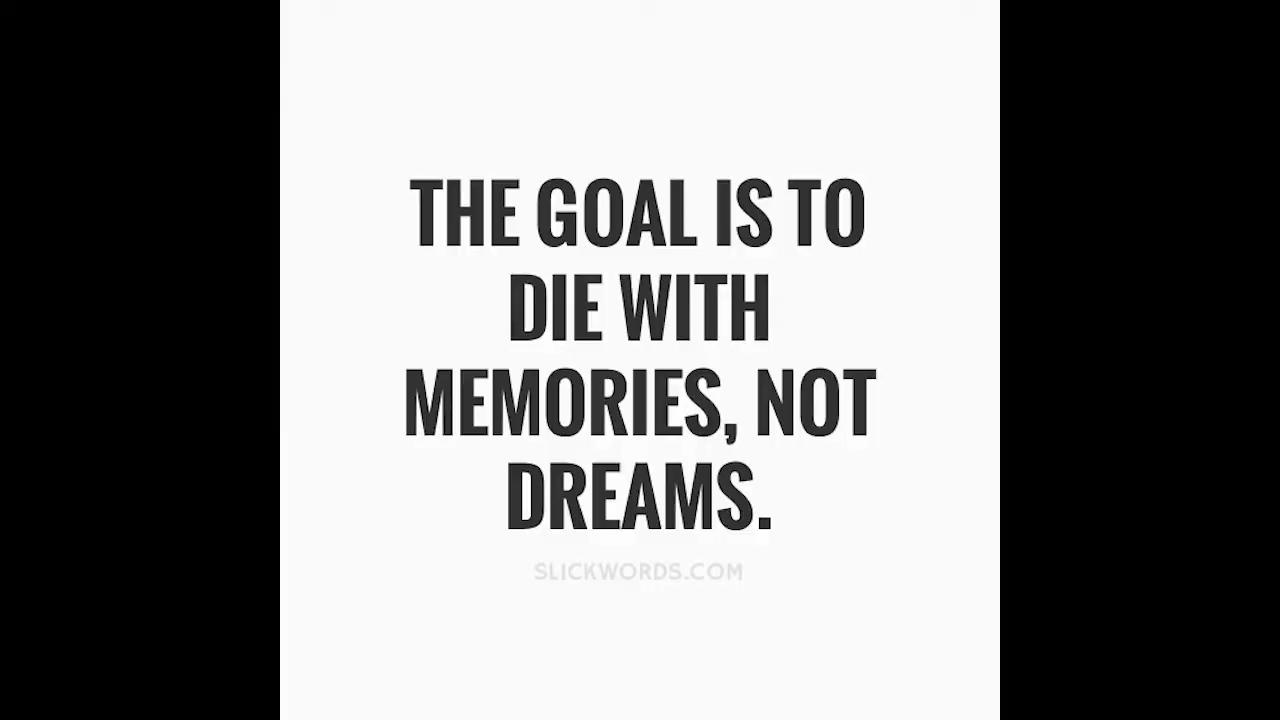 THE GOAL IS TO
DIE WITH
MEMORIES, NOT
DREAMS.
SLICKWORDS.COM